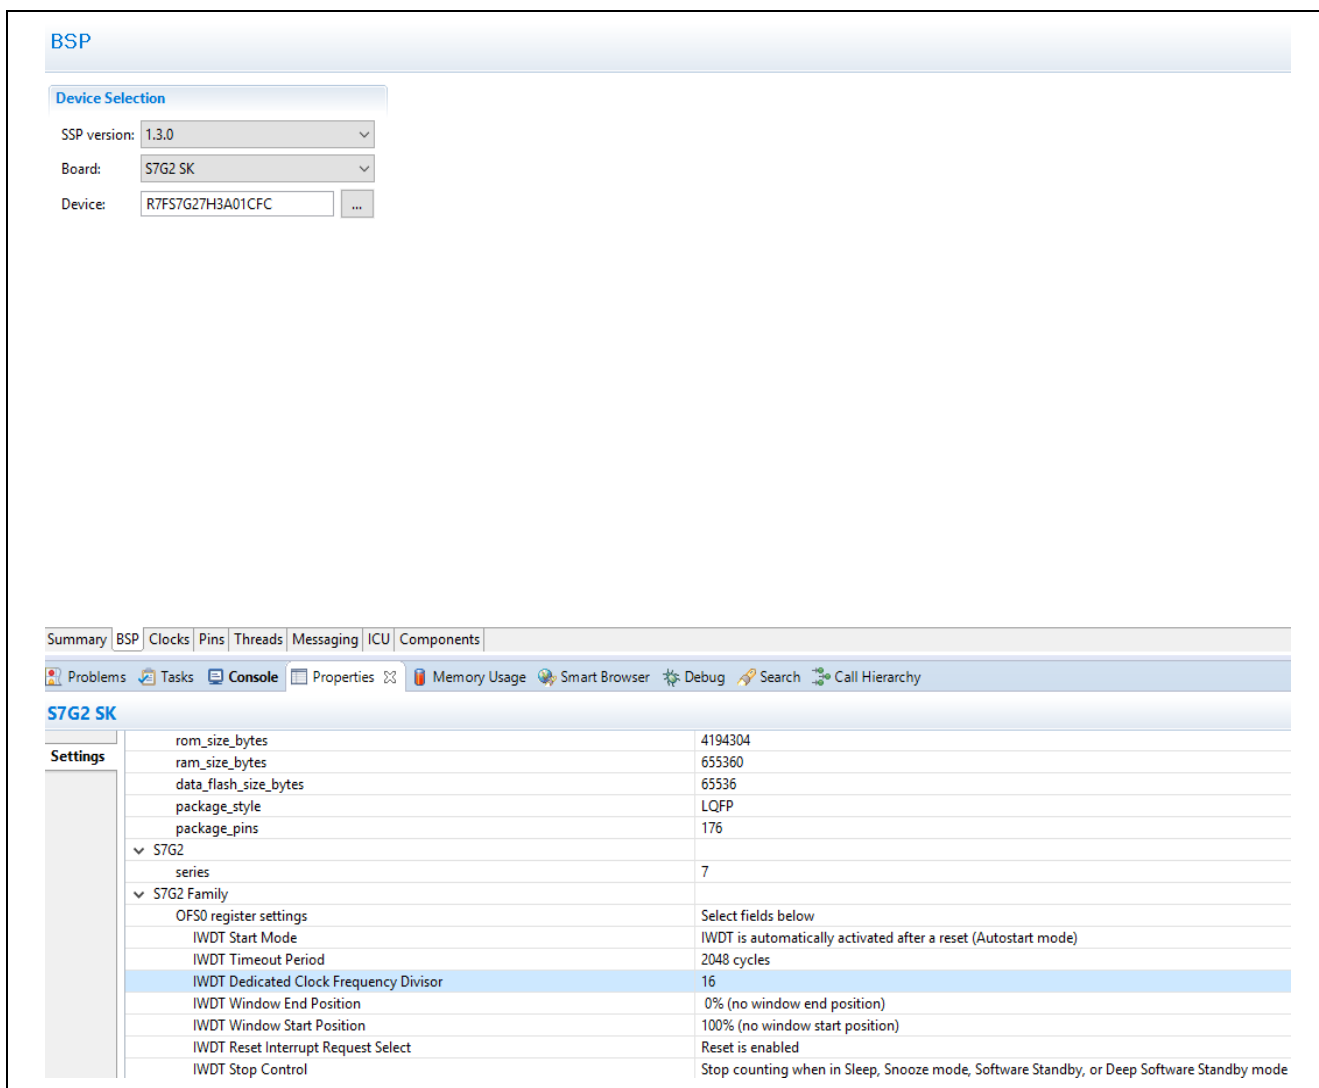 BSP
Device Selection
SSP version: 1.3.0
Board: S7G2 SK
Device: R7FS7G27H3A01CFC ...
Summary BSP Clocks Pins Threads Messaging ICU Components
Problems Tasks Console Properties Memory Usage Smart Browser Debug Search Call Hierarchy
S7G2 SK
Settings
rom_size_bytes 4194304
ram_size_bytes 655360
data_flash_size_bytes 65536
package_style LQFP
package_pins 176
S7G2
series 7
S7G2 Family
OFS0 register settings Select fields below
IWDT Start Mode IWDT is automatically activated after a reset (Autostart mode)
IWDT Timeout Period 2048 cycles
IWDT Dedicated Clock Frequency Divisor 16
IWDT Window End Position 0% (no window end position)
IWDT Window Start Position 100% (no window start position)
IWDT Reset Interrupt Request Select Reset is enabled
IWDT Stop Control Stop counting when in Sleep, Snooze mode, Software Standby, or Deep Software Standby mode